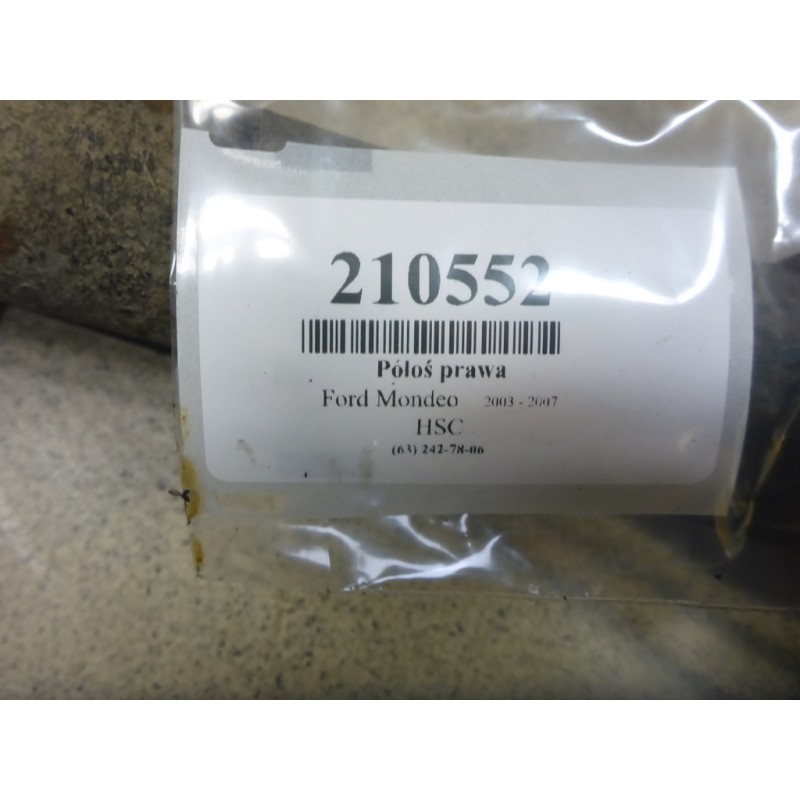 210552
Półoś prawa
Ford Mondeo 2003 - 2007
HSC
(63) 242-78-06